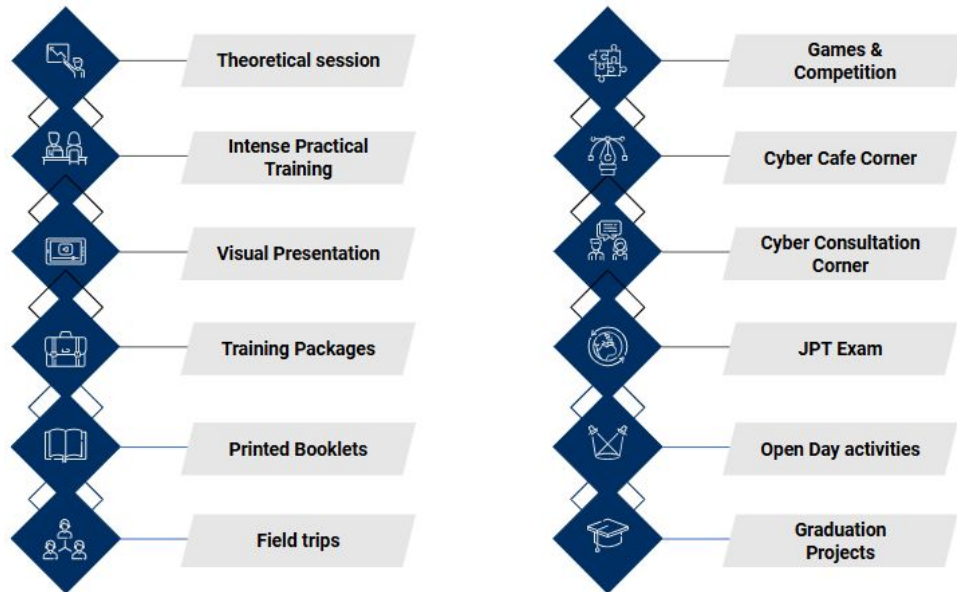 Theoretical session
Intense Practical
Training
Visual Presentation
Training Packages
Printed Booklets
Field trips
Games &
Competition
Cyber Cafe Corner
Cyber Consultation
Corner
JPT Exam
Open Day activities
Graduation
Projects